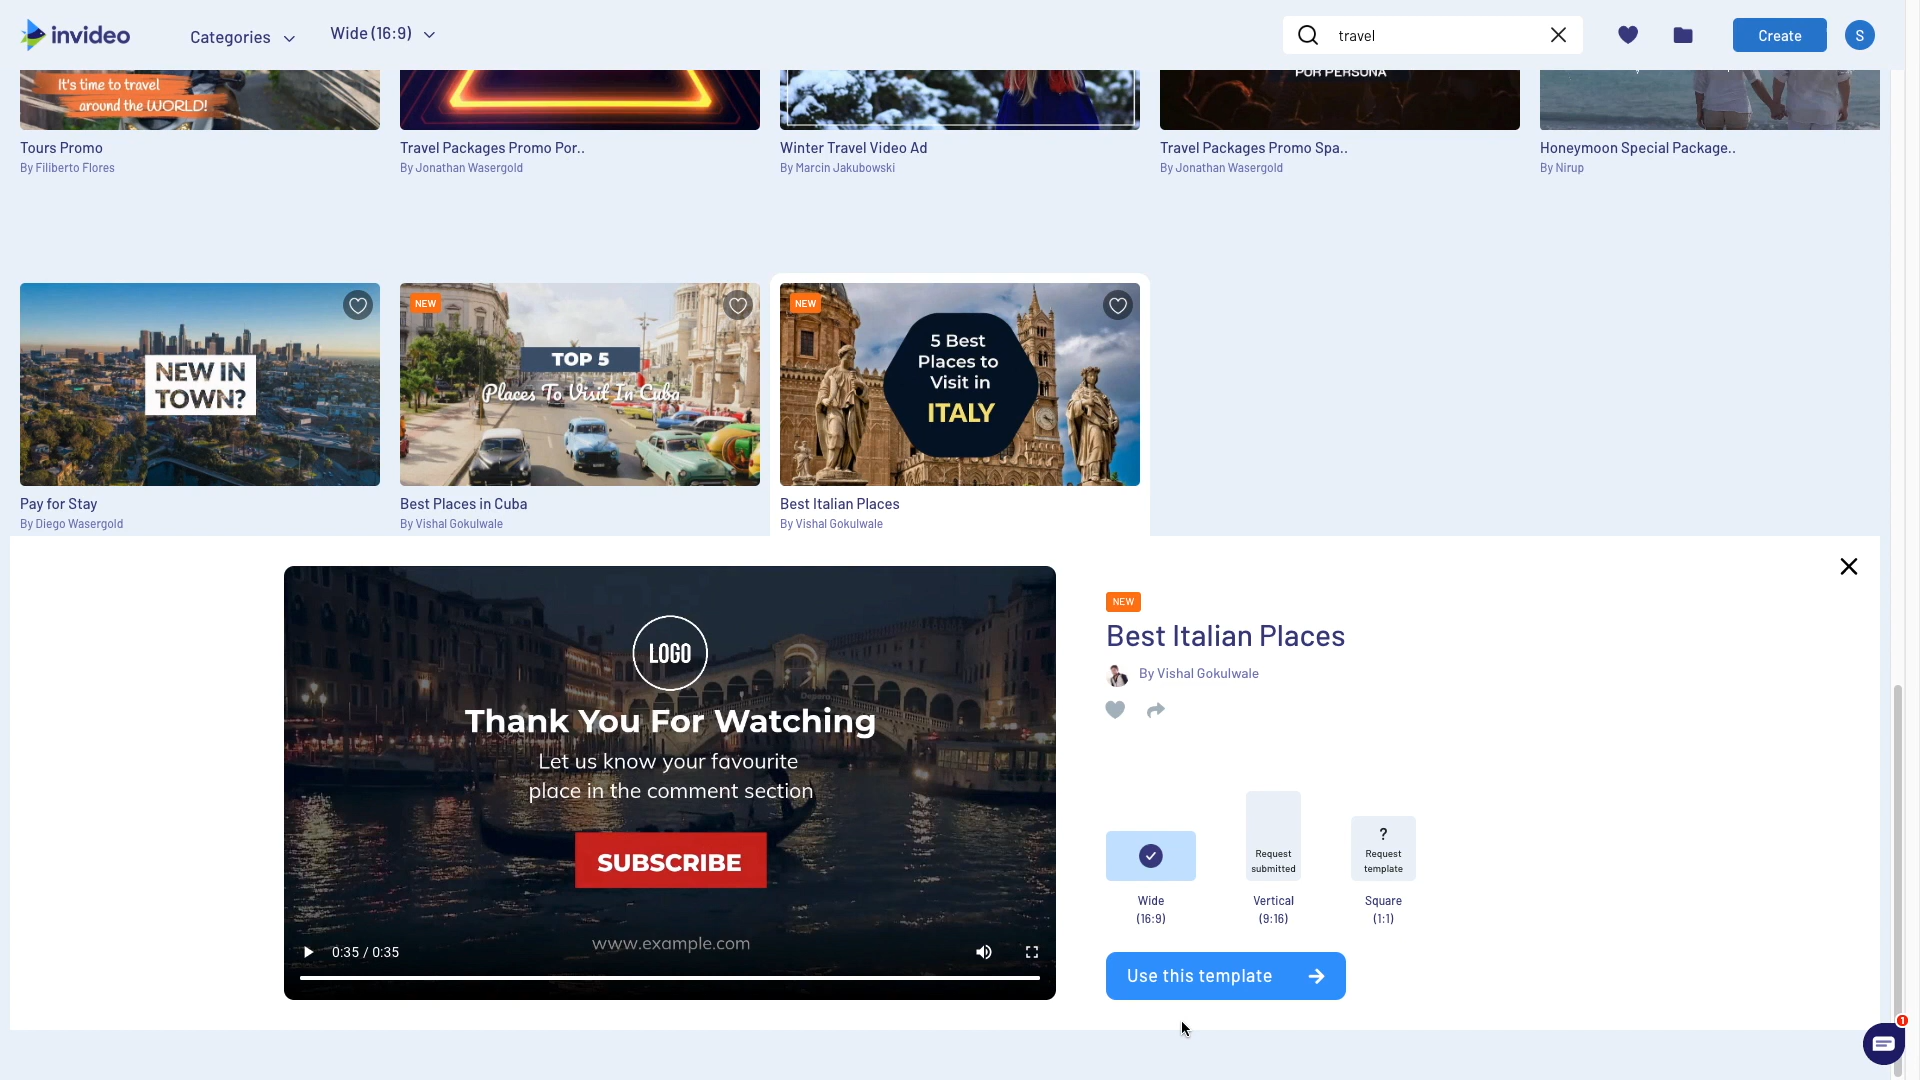 invideo
Categories
Wide (16:9)
travel
Create
S
It's time to travel
around the WORLD!
POR PERSONA
Tours Promo
By Filiberto Flores
Travel Packages Promo Por..
By Jonathan Wasergold
Winter Travel Video Ad
By Marcin Jakubowski
Travel Packages Promo Spa..
By Jonathan Wasergold
Honeymoon Special Package..
By Nirup
NEW IN
TOWN?
Pay for Stay
By Diego Wasergold
NEW
TOP 5
Places To Visit In Cuba
Best Places in Cuba
By Vishal Gokulwale
NEW
5 Best
Places to
Visit in
ITALY
Best Italian Places
By Vishal Gokulwale
LOGO
Thank You For Watching
Let us know your favourite
place in the comment section
SUBSCRIBE
www.example.com
0:35 / 0:35
NEW
Best Italian Places
By Vishal Gokulwale
Request
submitted
?
Request
template
Wide
(16:9)
Vertical
(9:16)
Square
(1:1)
Use this template
1